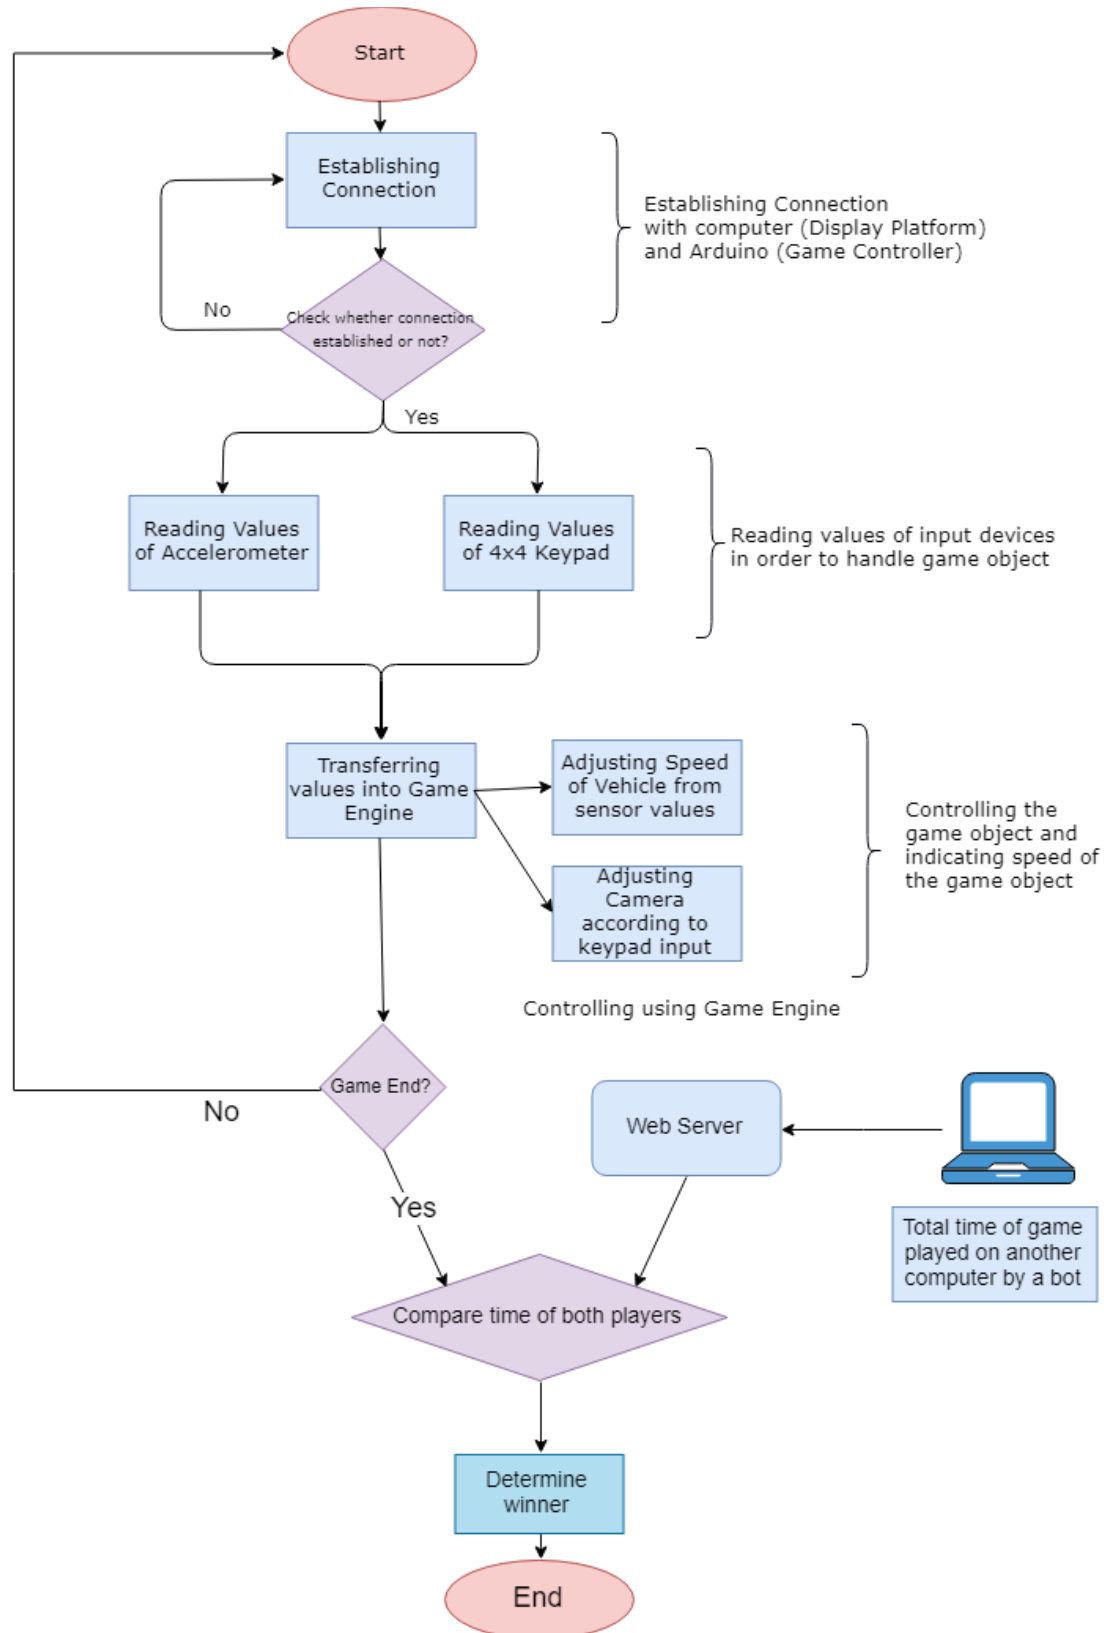 Start
Establishing
Connection
Establishing Connection
with computer (Display Platform)
and Arduino (Game Controller)
No
Check whether connection
established or not?
Yes
Reading Values
of Accelerometer
Reading Values
of 4x4 Keypad
Reading values of input devices
in order to handle game object
Transferring
values into Game
Engine
Adjusting Speed
of Vehicle from
sensor values
Adjusting
Camera
according to
keypad input
Controlling the
game object and
indicating speed of
the game object
Controlling using Game Engine
Game End?
No
Web Server
Yes
Total time of game
played on another
computer by a bot
Compare time of both players
Determine
winner
End